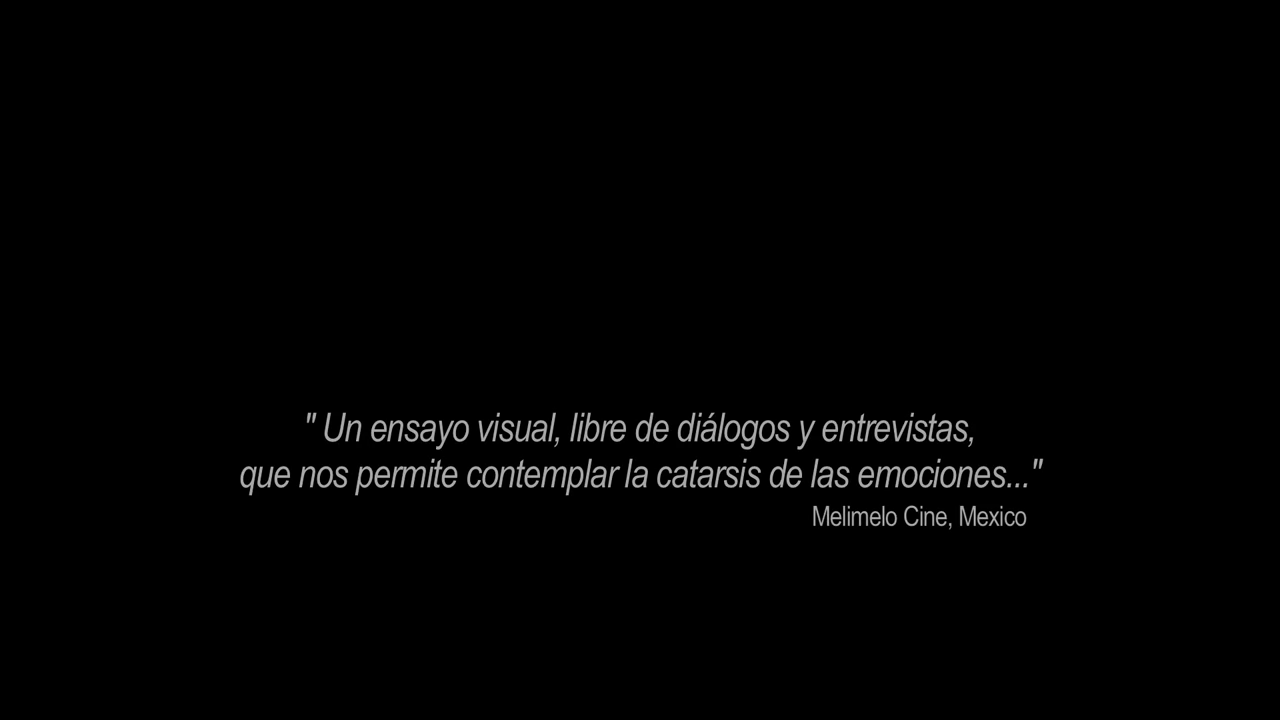 " Un ensayo visual, libre de diálogos y entrevistas,
que nos permite contemplar la catarsis de las emociones..."
Melimelo Cine, Mexico